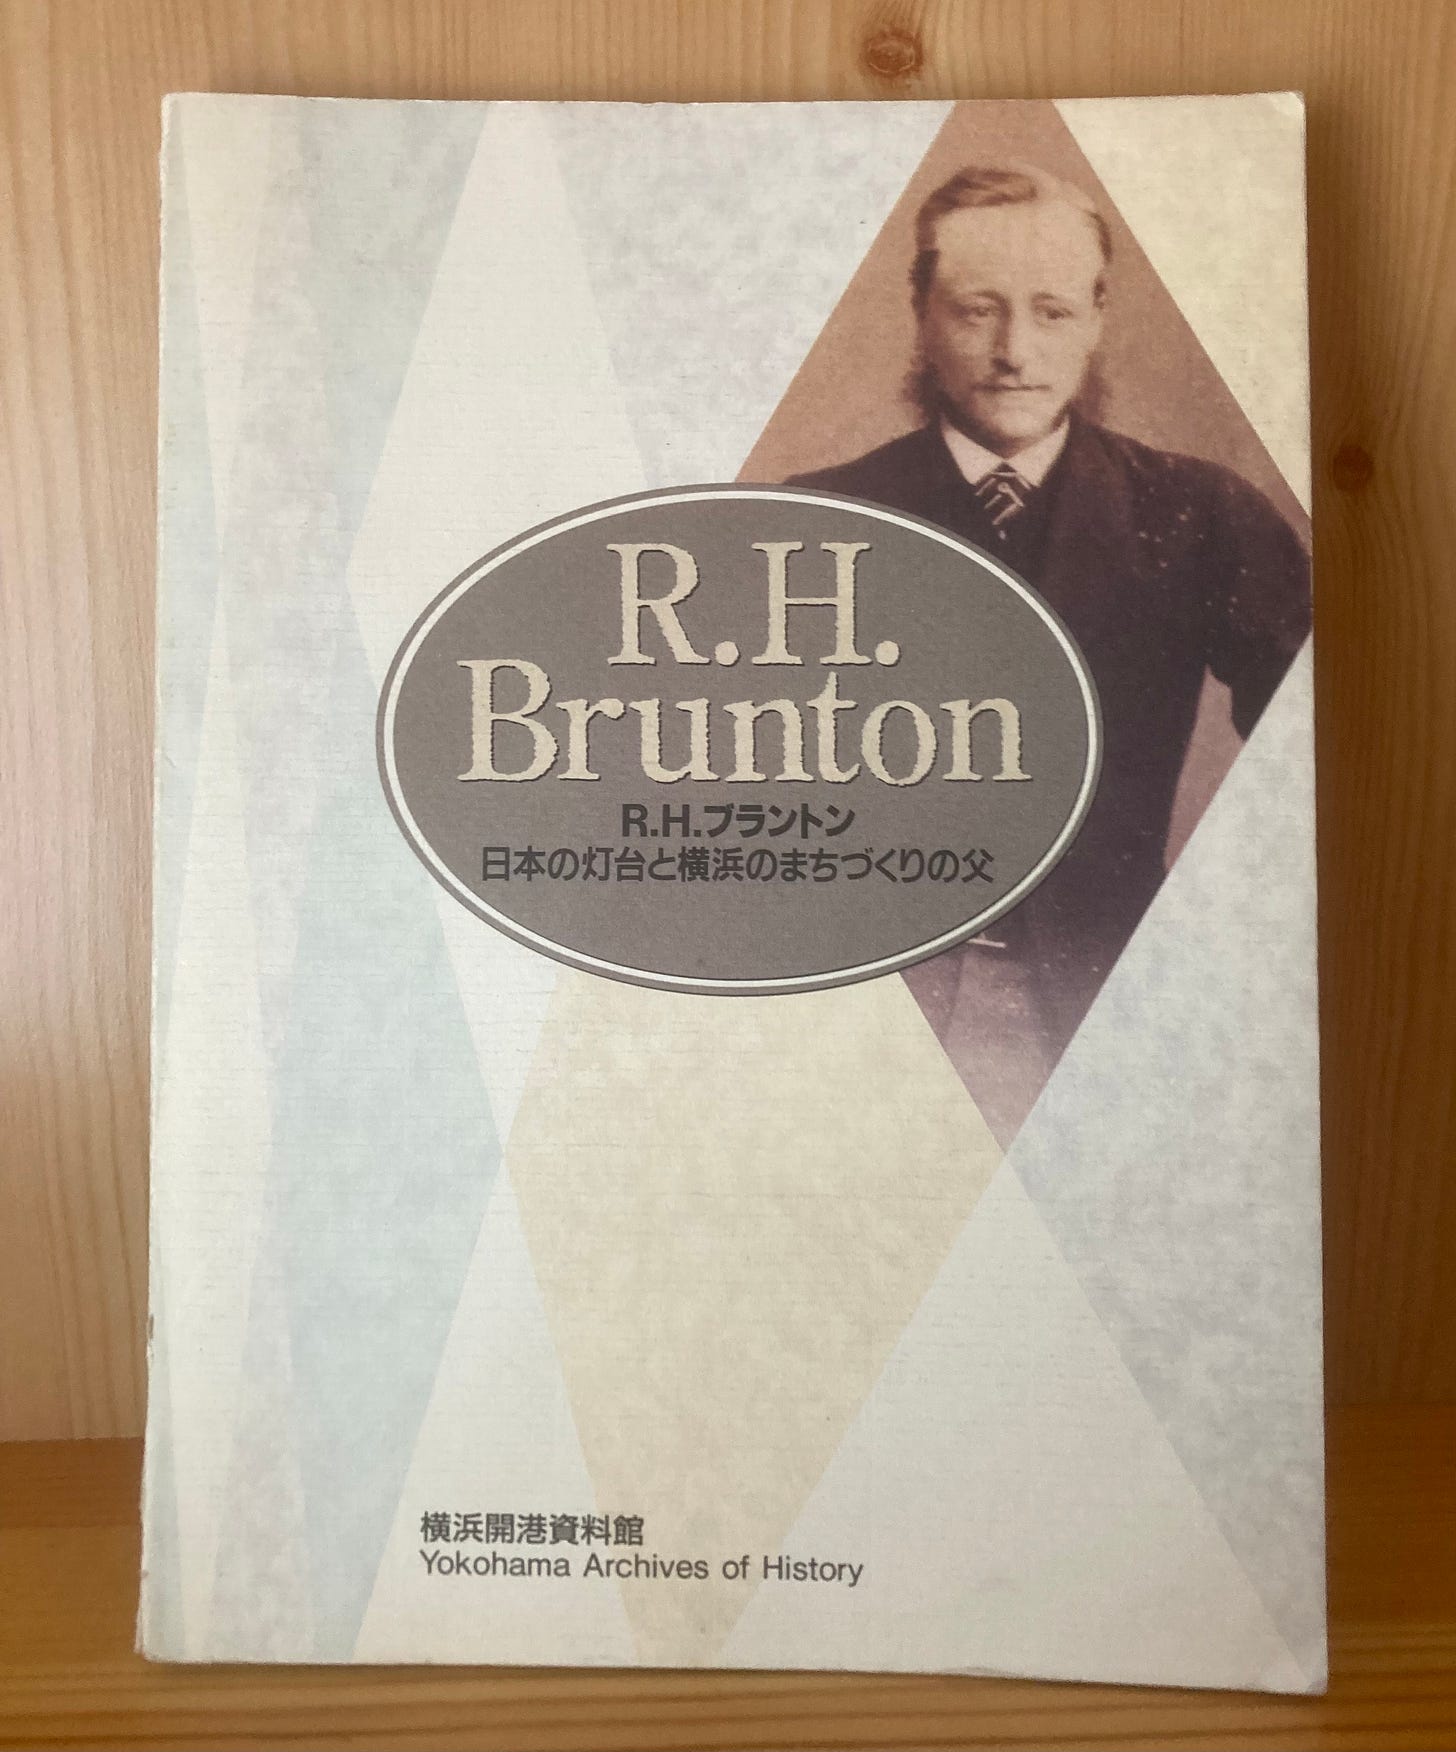 R.H.
Brunton
R.H.ブラントン
日本の灯台と横浜のまちづくりの父
横浜開港資料館
Yokohama Archives of History